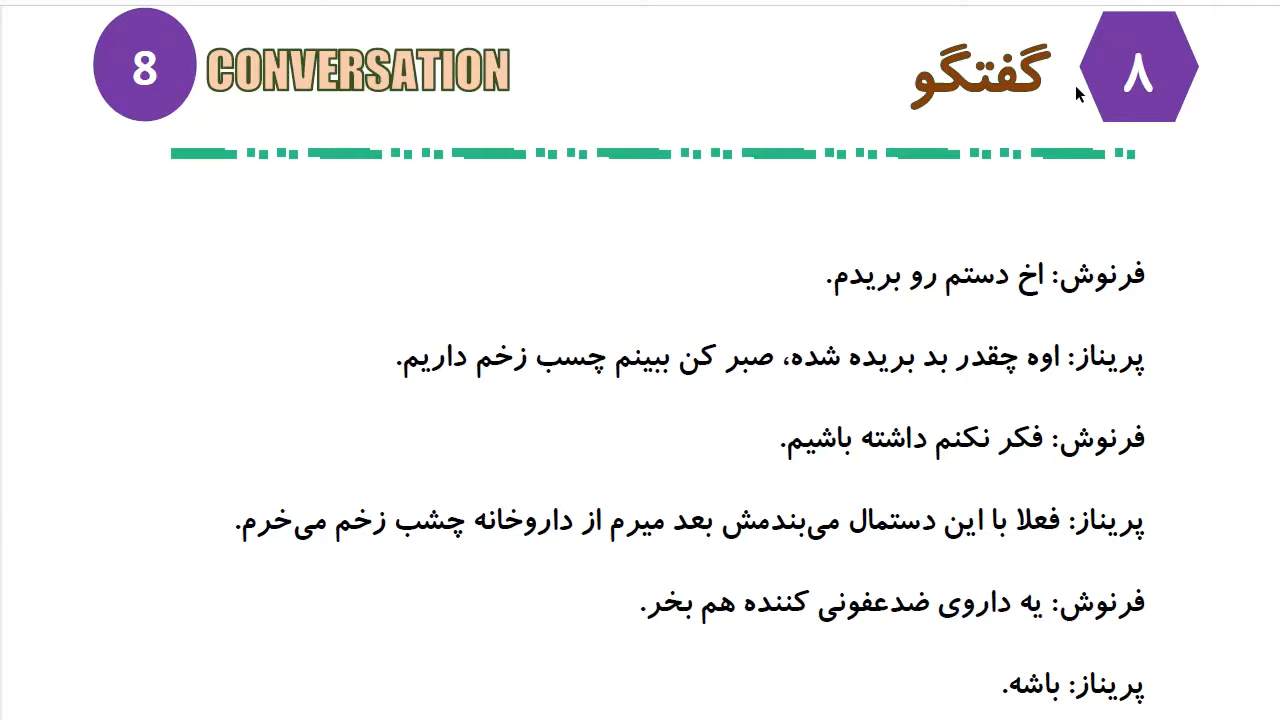 8 CONVERSATION
گفتگو ۸
فرنوش: اخ دستم رو بریدم.
پریناز: اوه چقدر بد بریده شده، صبر کن ببینم چسب زخم داریم.
فرنوش: فکر نکنم داشته باشیم.
پریناز: فعلا با این دستمال می‌بندمش بعد میرم از داروخانه چشب زخم می‌خرم.
فرنوش: یه داروی ضدعفونی کننده هم بخر.
پریناز: باشه.